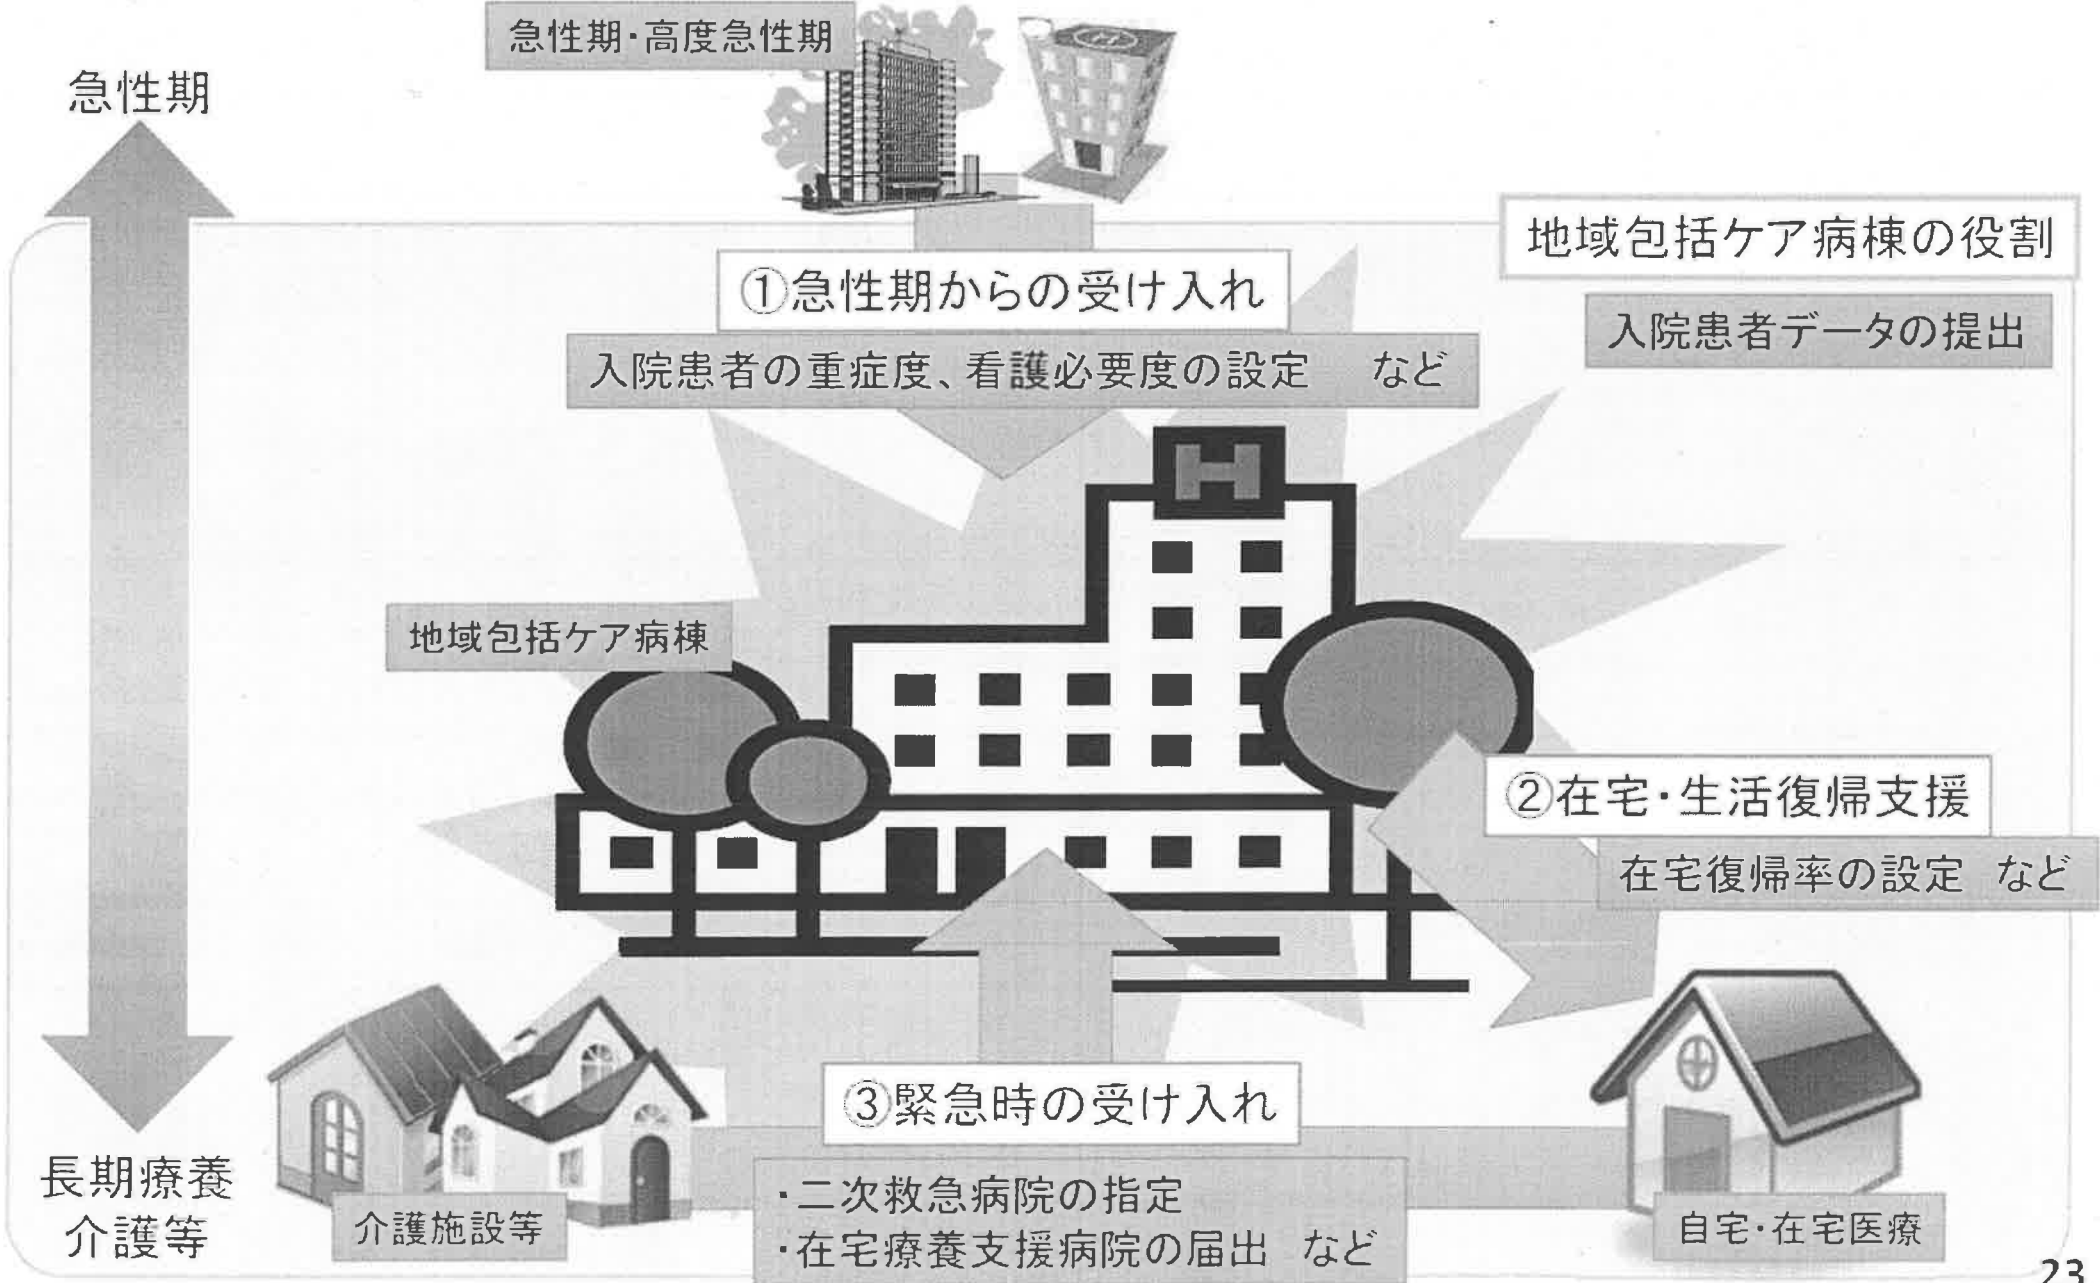 急性期・高度急性期
急性期
地域包括ケア病棟の役割
①急性期からの受け入れ
入院患者データの提出
入院患者の重症度、看護必要度の設定 など
H
地域包括ケア病棟
②在宅・生活復帰支援
在宅復帰率の設定 など
③緊急時の受け入れ
長期療養
介護等
・二次救急病院の指定
・在宅療養支援病院の届出 など
介護施設等
自宅・在宅医療
23